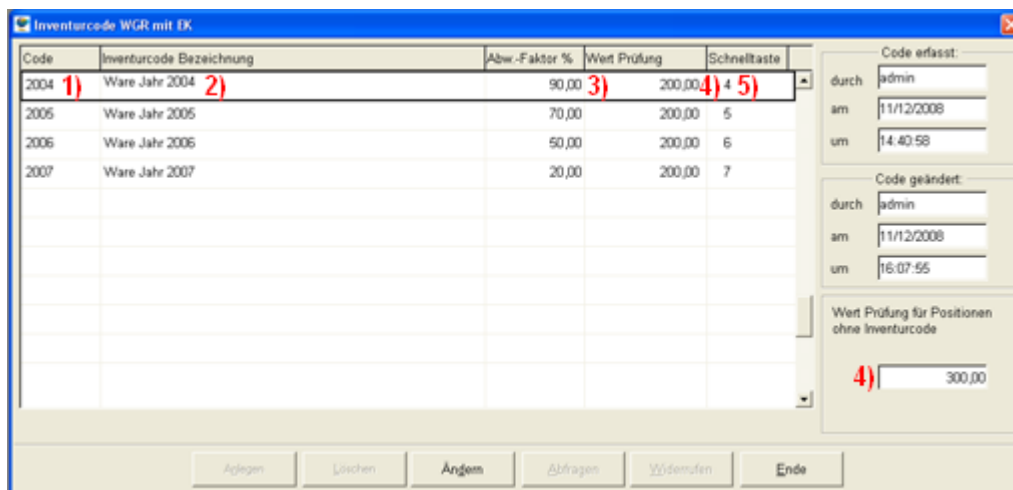 Inventurcode WGR mit EK
Code Inventurcode Bezeichnung Abw.-Faktor % Wert Prüfung Schnelltaste
2004 1) Ware Jahr 2004 2) 90,00 3) 200,00 4) 4 5)
2005 Ware Jahr 2005 70,00 200,00 5
2006 Ware Jahr 2006 50,00 200,00 6
2007 Ware Jahr 2007 20,00 200,00 7
Code erfasst:
durch admin
am 11/12/2008
um 14:40:58
Code geändert:
durch admin
am 11/12/2008
um 16:07:55
Wert Prüfung für Positionen
ohne Inventurcode
4) 300,00
Anlegen Löschen Ändern Abfragen Widerrufen Ende